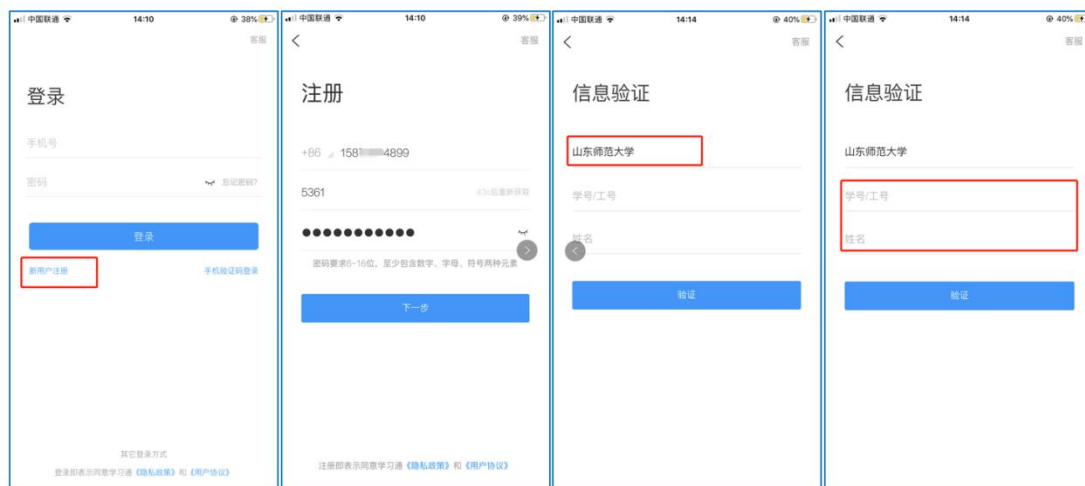 中国联通 14:10 38%
客服
登录
手机号
密码 忘记密码?
登录
新用户注册 手机验证码登录
其它登录方式
登录即表示同意学习通《隐私政策》和《用户协议》
中国联通 14:10 39%
客服
注册
+86 158 4899
5361 43s后重新获取
密码要求6-16位，至少包含数字、字母、符号两种元素
下一步
注册即表示同意学习通《隐私政策》和《用户协议》
中国联通 14:14 40%
客服
信息验证
山东师范大学
学号/工号
姓名
验证
中国联通 14:14 40%
客服
信息验证
山东师范大学
学号/工号
姓名
验证